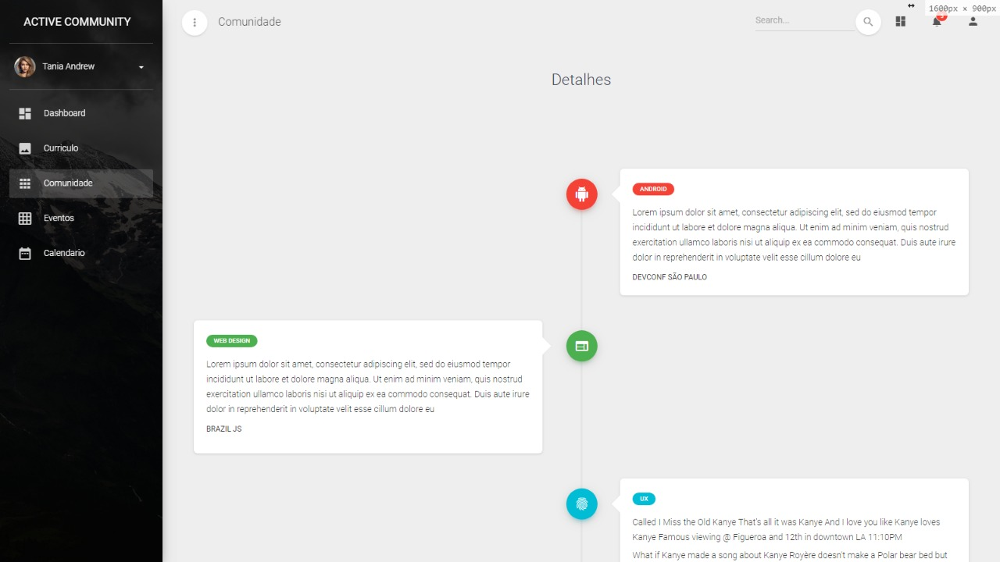 ACTIVE COMMUNITY
Tania Andrew
Dashboard
Curriculo
Comunidade
Eventos
Calendario
Comunidade
Search...
1600px x 900px
Detalhes
ANDROID
Lorem ipsum dolor sit amet, consectetur adipiscing elit, sed do eiusmod tempor
incididunt ut labore et dolore magna aliqua. Ut enim ad minim veniam, quis nostrud
exercitation ullamco laboris nisi ut aliquip ex ea commodo consequat. Duis aute irure
dolor in reprehenderit in voluptate velit esse cillum dolore eu
DEVCONF SÃO PAULO
WEB DESIGN
Lorem ipsum dolor sit amet, consectetur adipiscing elit, sed do eiusmod tempor
incididunt ut labore et dolore magna aliqua. Ut enim ad minim veniam, quis nostrud
exercitation ullamco laboris nisi ut aliquip ex ea commodo consequat. Duis aute irure
dolor in reprehenderit in voluptate velit esse cillum dolore eu
BRAZIL JS
UX
Called I Miss the Old Kanye That's all it was Kanye And I love you like Kanye loves
Kanye Famous viewing @ Figueroa and 12th in downtown LA 11:10PM
What if Kanye made a song about Kanye Royère doesn't make a Polar bear bed but